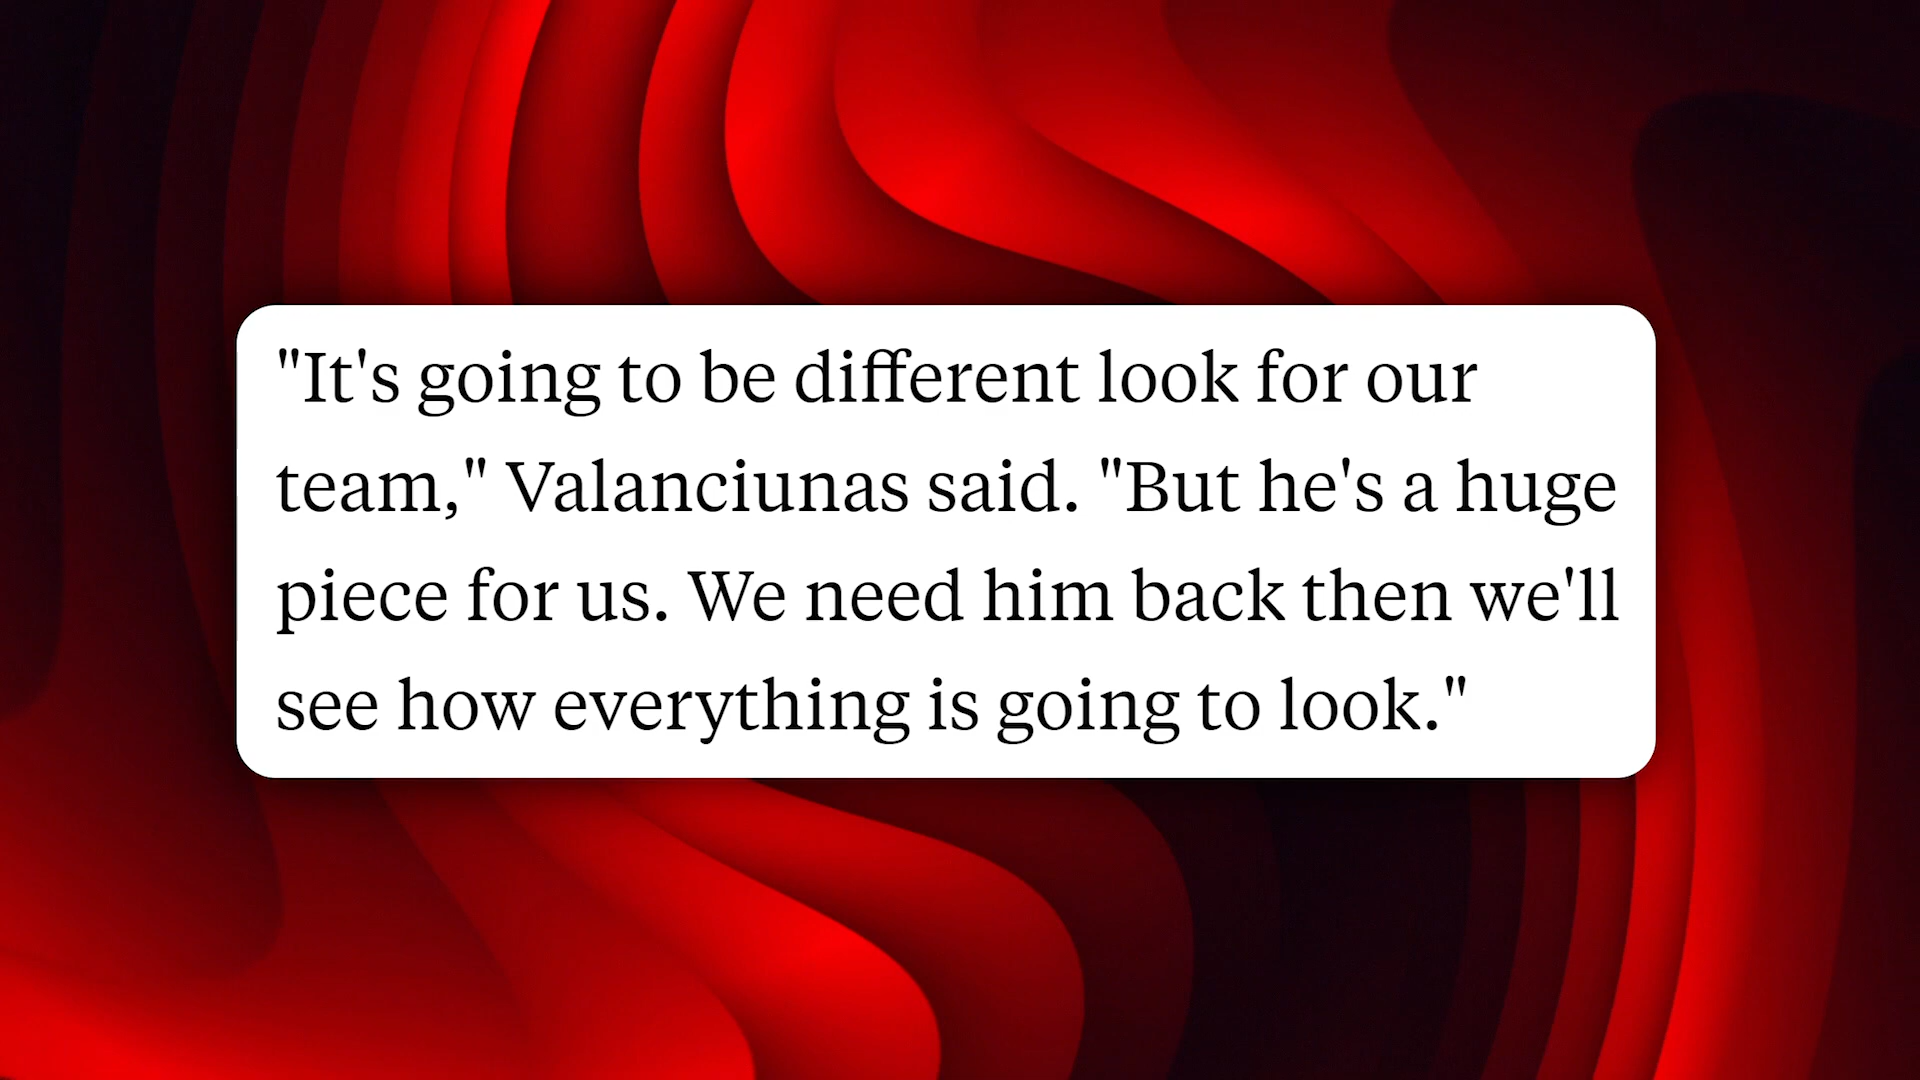 "It's going to be different look for our
team," Valanciunas said. "But he's a huge
piece for us. We need him back then we'll
see how everything is going to look."